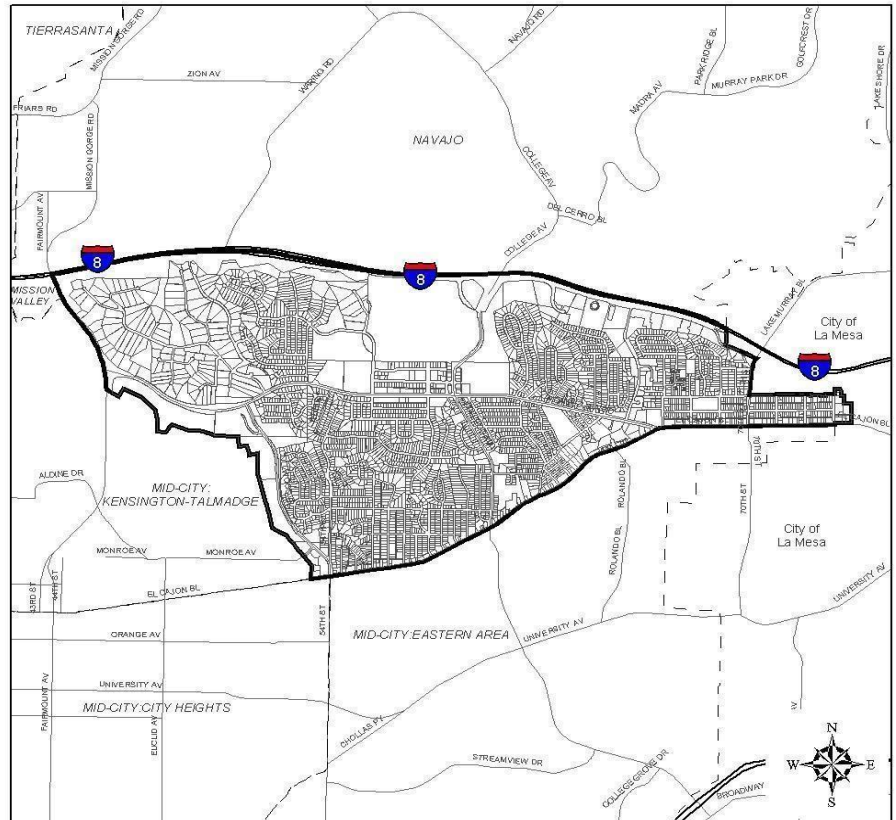 TIERRASANTA
MISSION GORGE RD
ZION AV
WARING RD
NAVAJO RD
PARK RIDGE BL
GOLFCREST DR
MURRAY PARK DR
MADRA AV
LAKE SHORE DR
FRIARS RD
MISSION GORGE RD
NAVAJO
COLLEGE AV
DEL CERRO BL
COLLEGE AV
FAIRMOUNT AV
8
8
MISSION
VALLEY
LAKE MURRAY BL
City of
La Mesa
8
CAJON BL
70TH ST
ALDINE DR
MID-CITY:
KENSINGTON-TALMADGE
ROLANDO BL
70TH ST
City of
La Mesa
MONROE AV
MONROE AV
43RD ST
44TH ST
EL CAJON BL
ROLANDO BL
UNIVERSITY AV
54TH ST
ORANGE AV
MID-CITY:EASTERN AREA
UNIVERSITY AV
UNIVERSITY AV
FAIRMOUNT AV
MID-CITY:CITY HEIGHTS
EUCLID AV
CHOLLAS PY
AV
STREAMVIEW DR
COLLEGE GROVE DR
BROADWAY
N
W
E
S